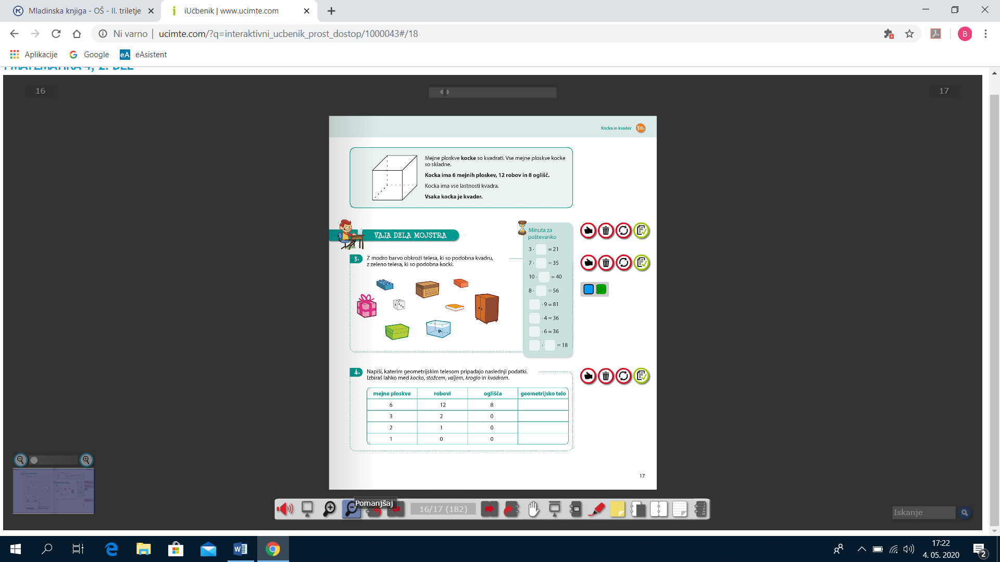 Mladinska knjiga - OŠ - II. triletje
iUčbenik | www.ucimte.com
Ni varno
ucimte.com/?q=interaktivni_ucbenik_prost_dostop/1000043#/18
B
Aplikacije
Google
eA
eAsistent
16
17
Kocka in kvader
30.
Mejne ploskve kocke so kvadrati. Vse mejne ploskve kocke
so skladne.
Kocka ima 6 mejnih ploskev, 12 robov in 8 oglišč.
Kocka ima vse lastnosti kvadra.
Vsaka kocka je kvader.
VAJA DELA MOJSTRA
3.
Z modro barvo obkroži telesa, ki so podobna kvadru,
z zeleno telesa, ki so podobna kocki.
Minuta za
poštevanko
3 · = 21
7 · = 35
10 · = 40
8 · = 56
· 9 = 81
· 4 = 36
· 6 = 36
· = 18
4.
Napiši, katerim geometrijskim telesom pripadajo naslednji podatki.
Izbiraš lahko med kocko, stožcem, valjem, kroglo in kvadrom.
mejne ploskve robovi oglišča geometrijsko telo
6 12 8
3 2 0
2 1 0
1 0 0
17
Pomanjšaj
16/17 (182)
Iskanje
17:22
4. 05. 2020
2